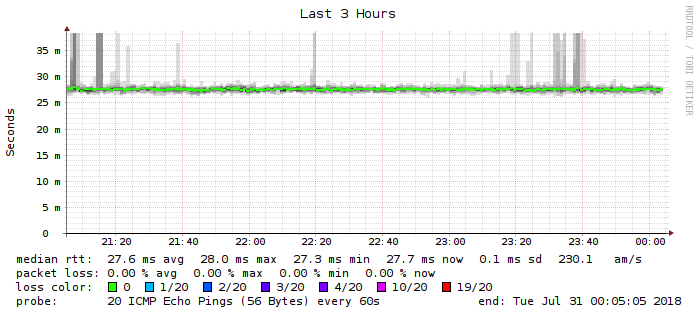 Last 3 Hours
RRDTOOL / TOBI OETIKER
Seconds
35 m
30 m
25 m
20 m
15 m
10 m
5 m
0
21:20 21:40 22:00 22:20 22:40 23:00 23:20 23:40 00:00
median rtt: 27.6 ms avg 28.0 ms max 27.3 ms min 27.7 ms now 0.1 ms sd 230.1 am/s
packet loss: 0.00 % avg 0.00 % max 0.00 % min 0.00 % now
loss color: 0 1/20 2/20 3/20 4/20 10/20 19/20
probe: 20 ICMP Echo Pings (56 Bytes) every 60s end: Tue Jul 31 00:05:05 2018